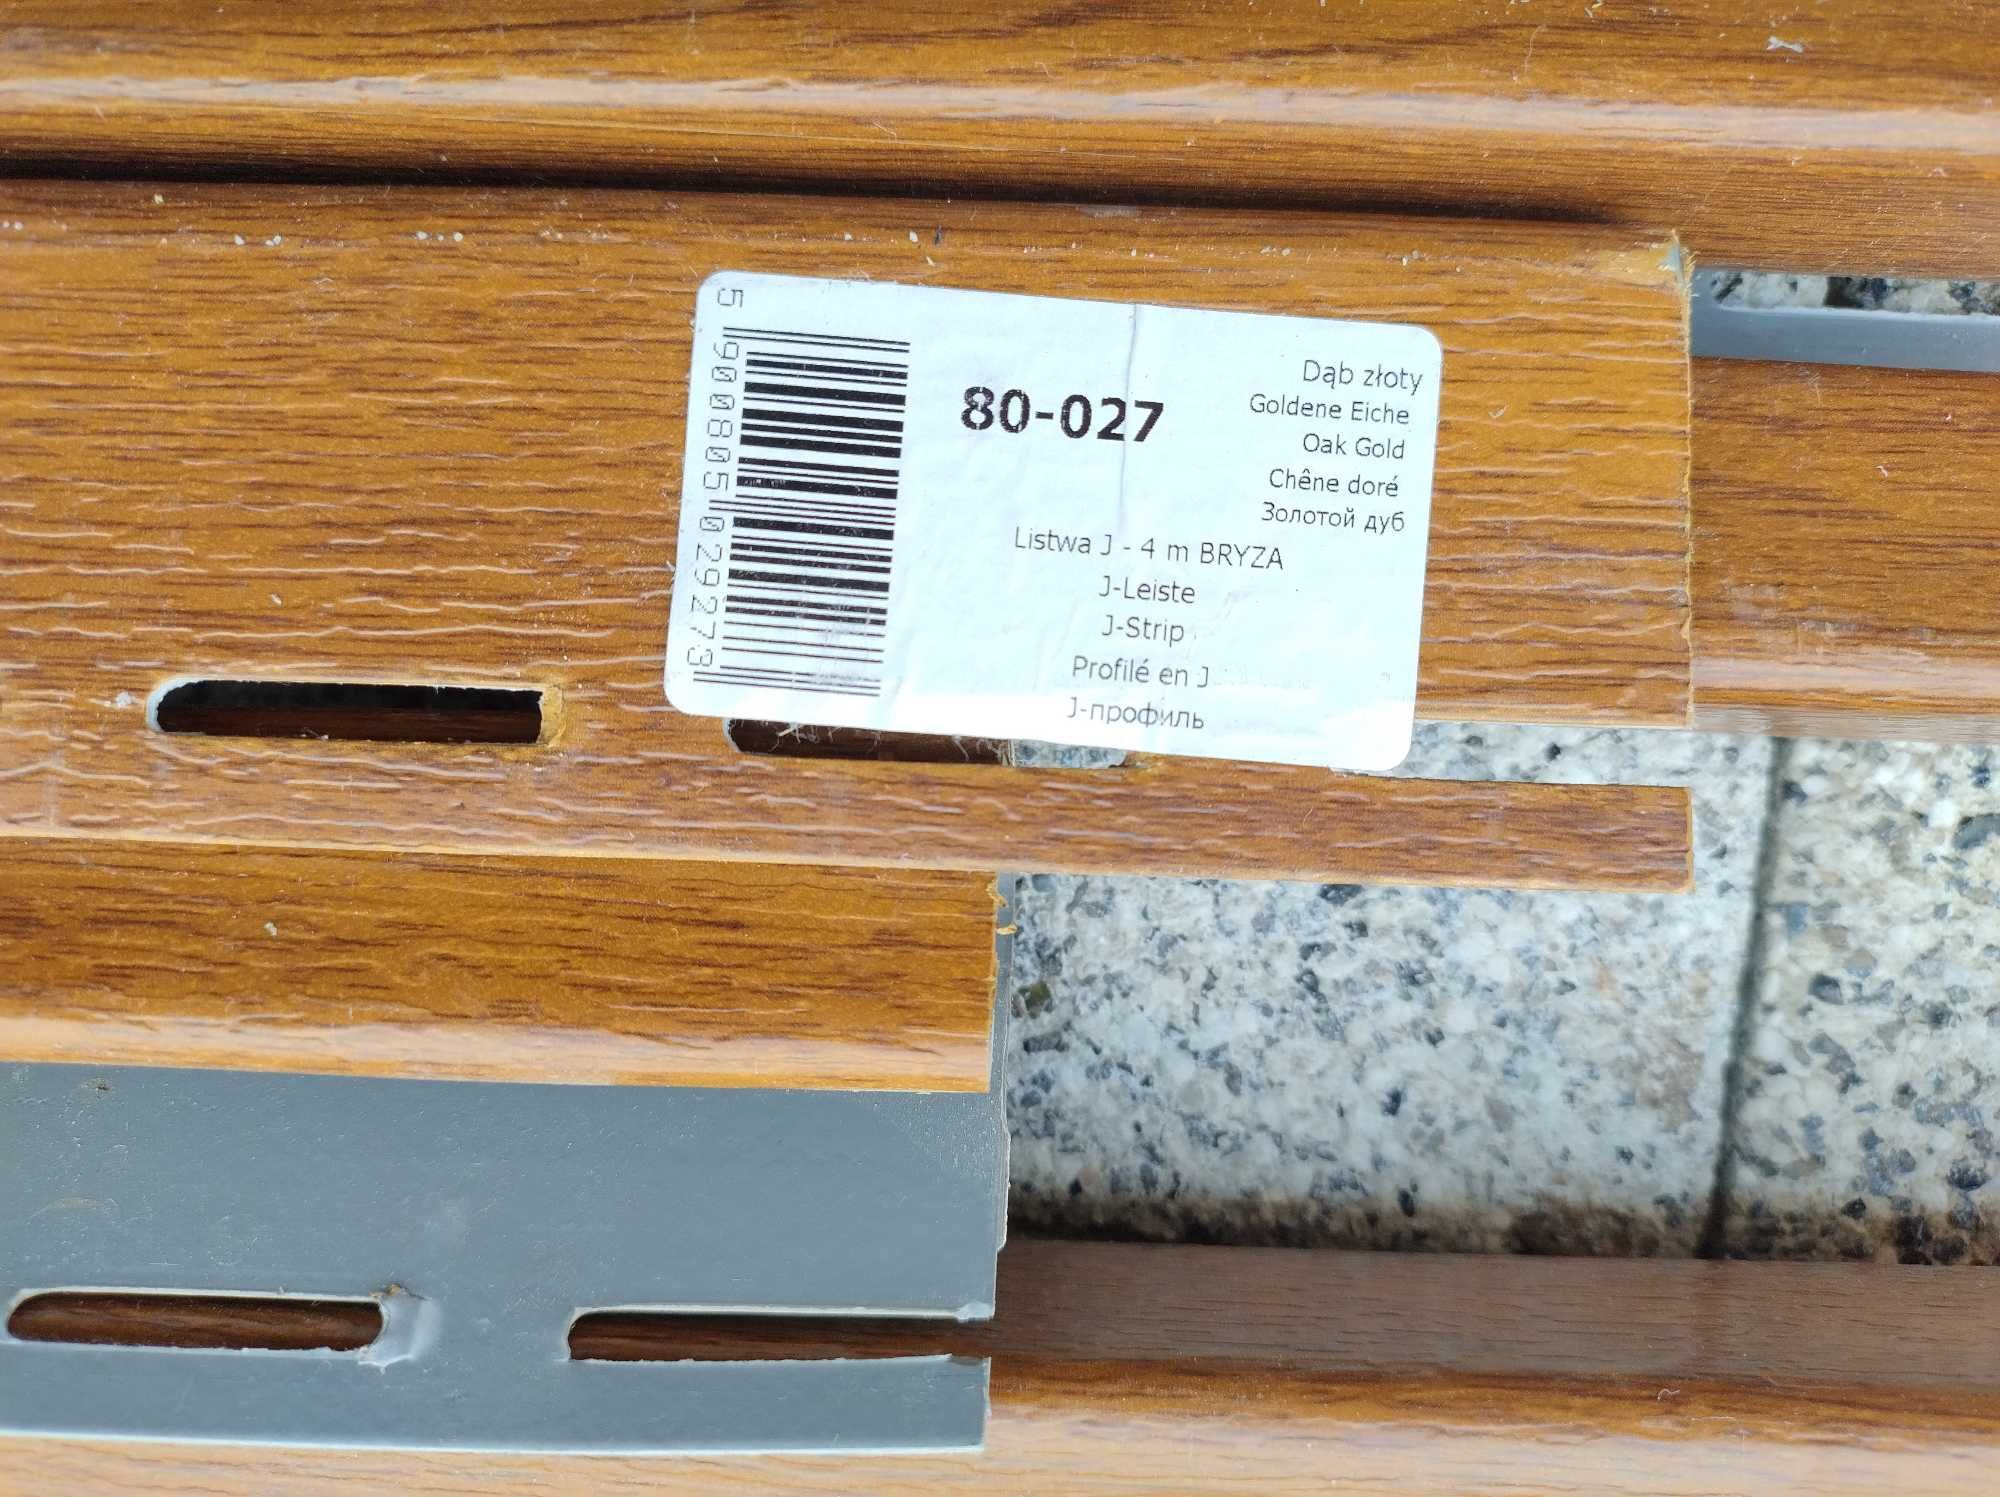 5 900805 029273
80-027
Dąb złoty
Goldene Eiche
Oak Gold
Chêne doré
Золотой дуб
Listwa J - 4 m BRYZA
J-Leiste
J-Strip
Profilé en J
J-профиль